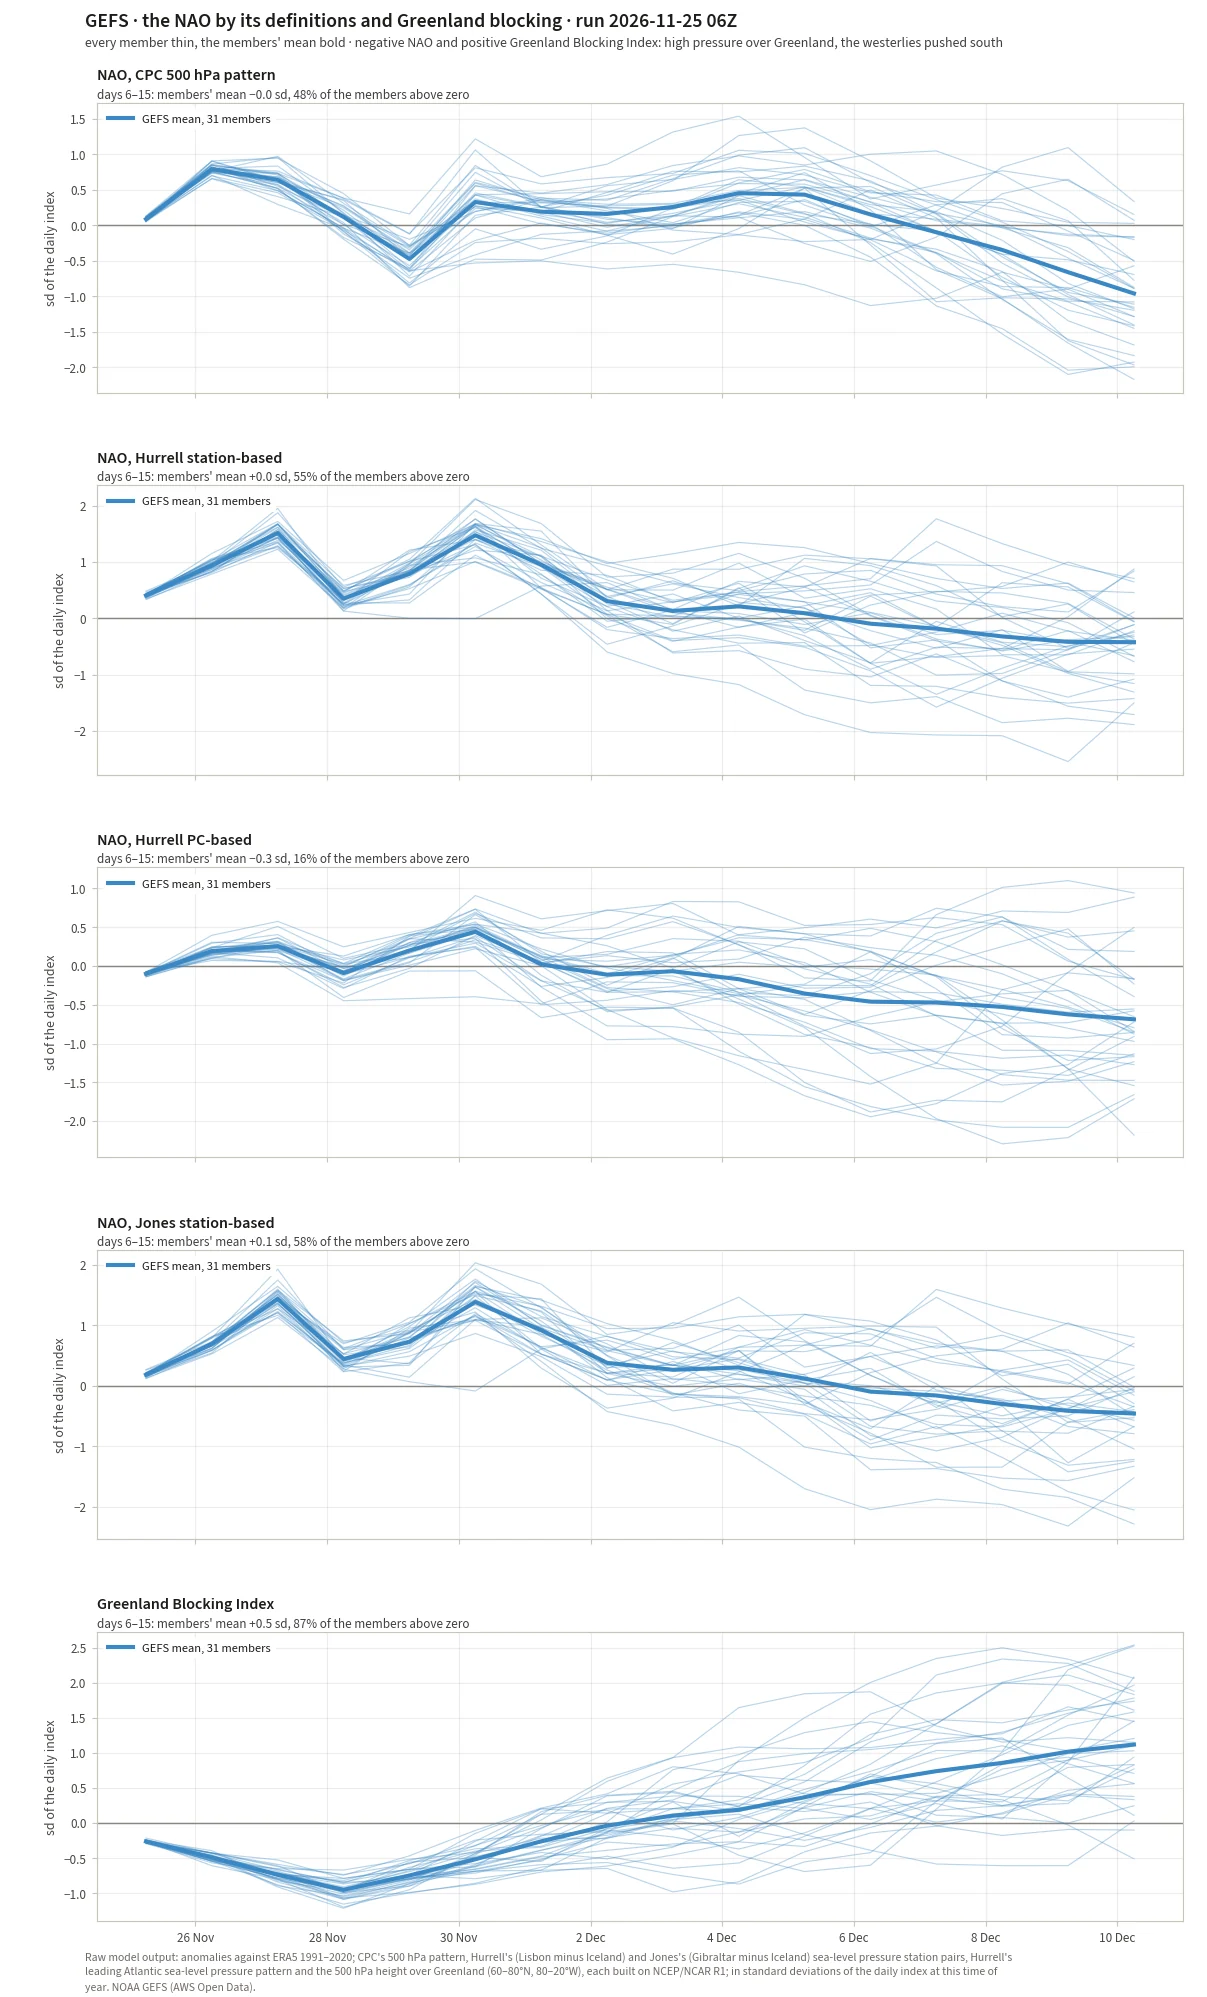 GEFS · the NAO by its definitions and Greenland blocking · run 2026-11-25 06Z
every member thin, the members' mean bold · negative NAO and positive Greenland Blocking Index: high pressure over Greenland, the westerlies pushed south
NAO, CPC 500 hPa pattern
days 6–15: members' mean −0.0 sd, 48% of the members above zero
GEFS mean, 31 members
sd of the daily index
1.5
1.0
0.5
0.0
−0.5
−1.0
−1.5
−2.0
NAO, Hurrell station-based
days 6–15: members' mean +0.0 sd, 55% of the members above zero
GEFS mean, 31 members
sd of the daily index
2
1
0
−1
−2
NAO, Hurrell PC-based
days 6–15: members' mean −0.3 sd, 16% of the members above zero
GEFS mean, 31 members
sd of the daily index
1.0
0.5
0.0
−0.5
−1.0
−1.5
−2.0
NAO, Jones station-based
days 6–15: members' mean +0.1 sd, 58% of the members above zero
GEFS mean, 31 members
sd of the daily index
2
1
0
−1
−2
Greenland Blocking Index
days 6–15: members' mean +0.5 sd, 87% of the members above zero
GEFS mean, 31 members
sd of the daily index
2.5
2.0
1.5
1.0
0.5
0.0
−0.5
−1.0
26 Nov 28 Nov 30 Nov 2 Dec 4 Dec 6 Dec 8 Dec 10 Dec
Raw model output: anomalies against ERA5 1991–2020; CPC's 500 hPa pattern, Hurrell's (Lisbon minus Iceland) and Jones's (Gibraltar minus Iceland) sea-level pressure station pairs, Hurrell's
leading Atlantic sea-level pressure pattern and the 500 hPa height over Greenland (60–80°N, 80–20°W), each built on NCEP/NCAR R1; in standard deviations of the daily index at this time of
year. NOAA GEFS (AWS Open Data).